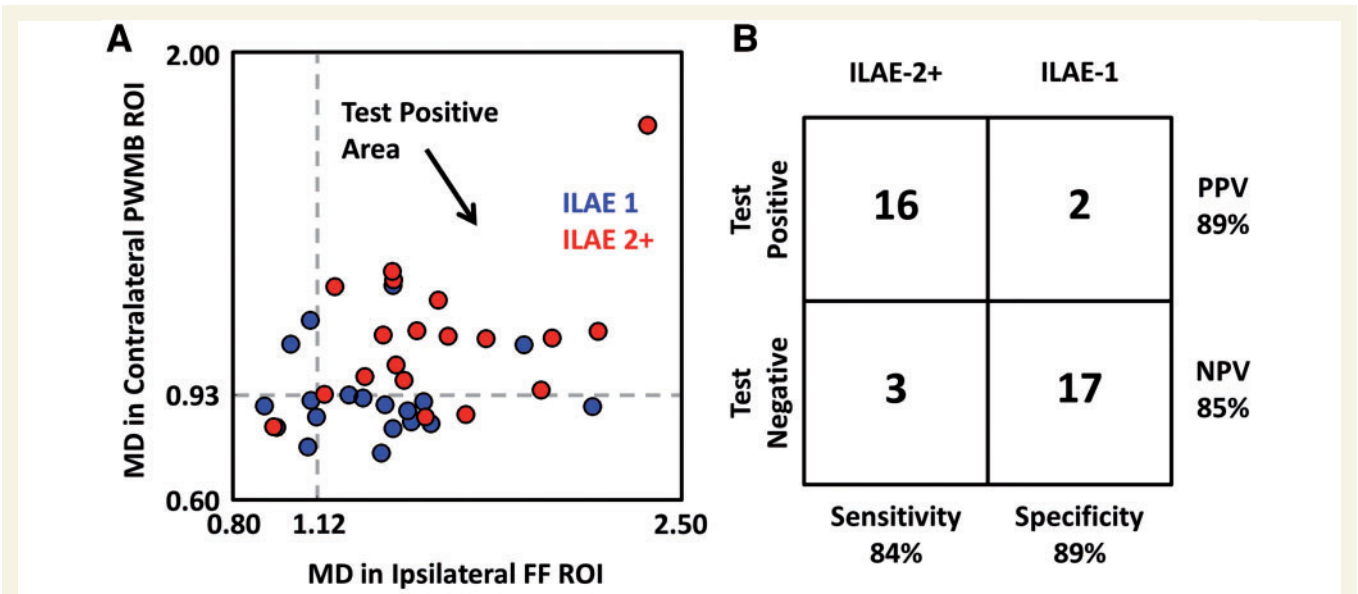 A
2.00
MD in Contralateral PWMB ROI
Test Positive
Area
ILAE 1
ILAE 2+
0.93
0.60
0.80
1.12
2.50
MD in Ipsilateral FF ROI
B
ILAE-2+
ILAE-1
Test
Positive
16
2
PPV
89%
Test
Negative
3
17
NPV
85%
Sensitivity
84%
Specificity
89%